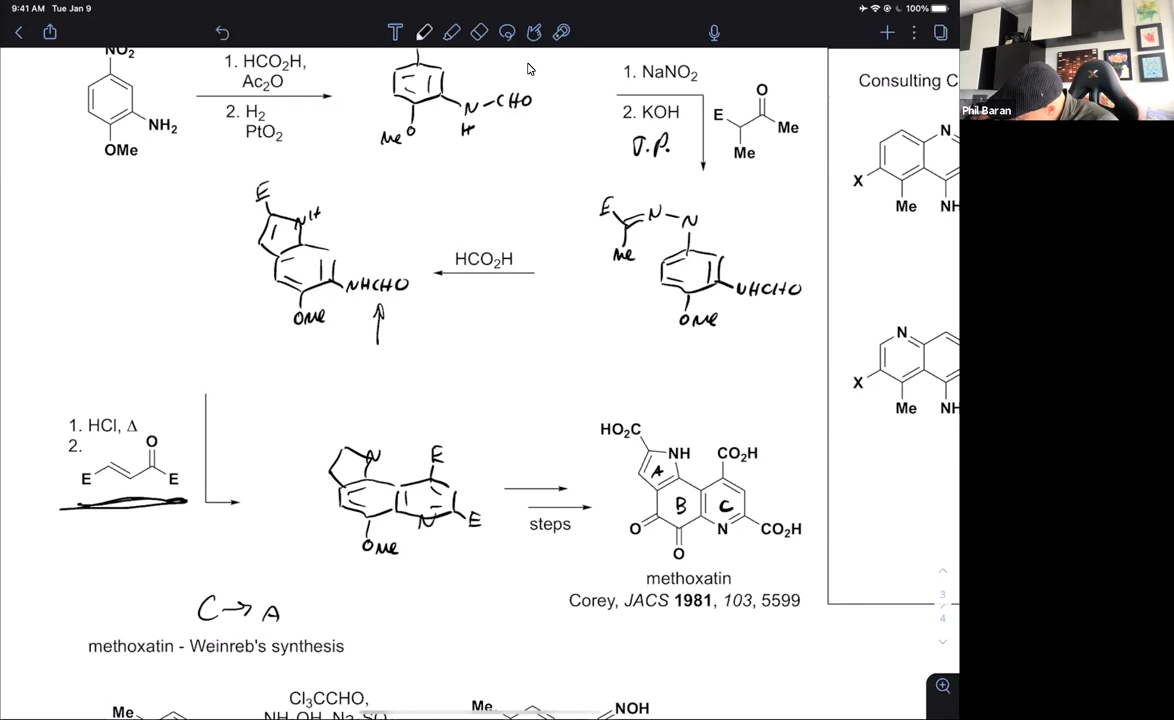 9:41 AM Tue Jan 9
100%
Phil Baran
NO2
1. HCO2H,
Ac2O
2. H2
PtO2
NH2
OMe
N-CHO
H
MeO
1. NaNO2
2. KOH
J.P.
O
E
Me
Me
Consulting C
N
X
Me
NH
E
NH
NHCHO
OMe
HCO2H
E
N-N
Me
NHCHO
OMe
N
X
Me
NH
1. HCl, Δ
2.
O
E
E
N
E
E
N
OMe
steps
HO2C
NH
CO2H
A
B
C
O
O
N
CO2H
methoxatin
Corey, JACS 1981, 103, 5599
3
/
4
C → A
methoxatin - Weinreb's synthesis
Me
Cl3CCHO,
Me
NOH